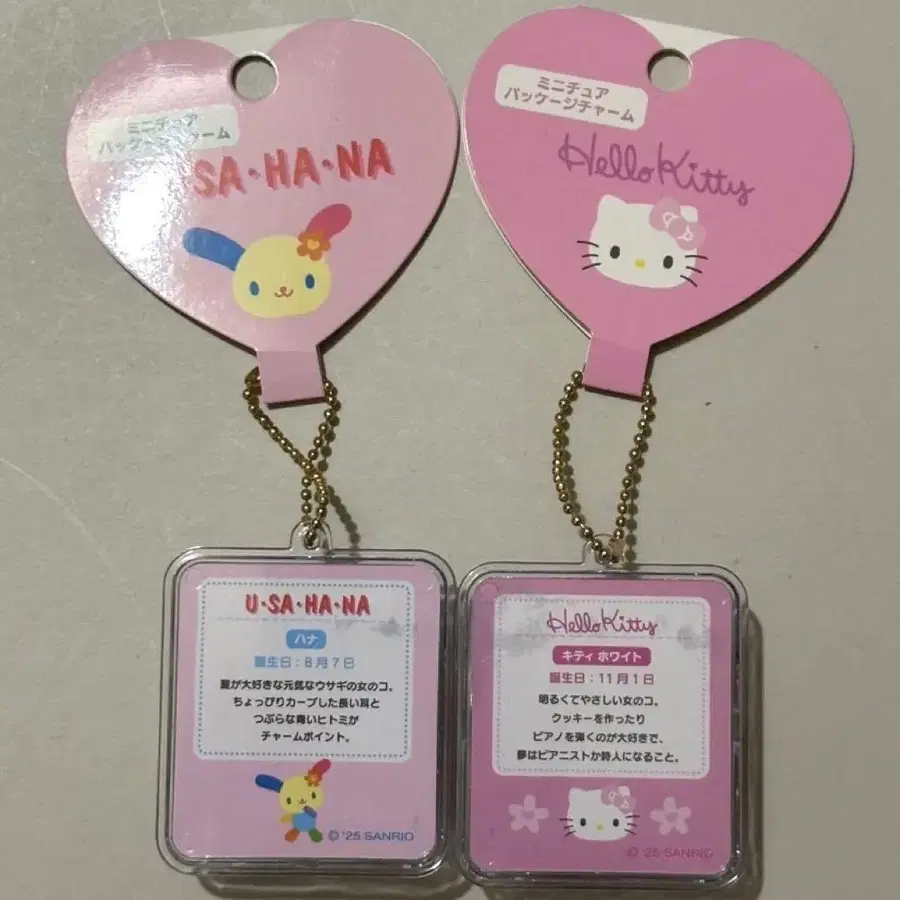 ミニチュア
パッケージチャーム
SA・HA・NA
ミニチュア
パッケージチャーム
Hello Kitty
U・SA・HA・NA
ハナ
誕生日：8月7日
夏が大好きな元気なウサギの女のコ。
ちょっぴりカーブした長い耳と
つぶらな青いヒトミが
チャームポイント。
© '25 SANRIO
Hello Kitty
キティ ホワイト
誕生日：11月1日
明るくてやさしい女のコ。
クッキーを作ったり
ピアノを弾くのが大好きで、
夢はピアニストか詩人になること。
© '25 SANRIO